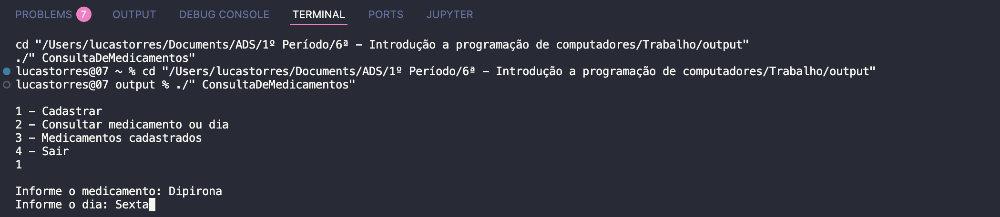 PROBLEMS 7 OUTPUT DEBUG CONSOLE TERMINAL PORTS JUPYTER
cd "/Users/lucastorres/Documents/ADS/1º Período/6ª - Introdução a programação de computadores/Trabalho/output"
./" ConsultaDeMedicamentos"
lucastorres@07 ~ % cd "/Users/lucastorres/Documents/ADS/1º Período/6ª - Introdução a programação de computadores/Trabalho/output"
lucastorres@07 output % ./" ConsultaDeMedicamentos"
1 - Cadastrar
2 - Consultar medicamento ou dia
3 - Medicamentos cadastrados
4 - Sair
1
Informe o medicamento: Dipirona
Informe o dia: Sexta